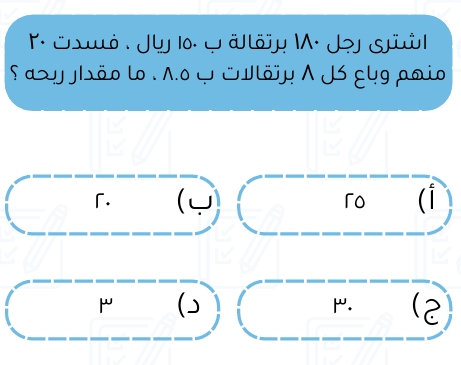 اشترى رجل ١٨٠ برتقالة ب ١٥٠ ريال ، فسدت ٢٠
منهم وباع كل ٨ برتقالات ب ٨.٥ ، ما مقدار ربحه ؟
أ) ٢٥
ب) ٢٠
ج) ٣٠
د) ٣